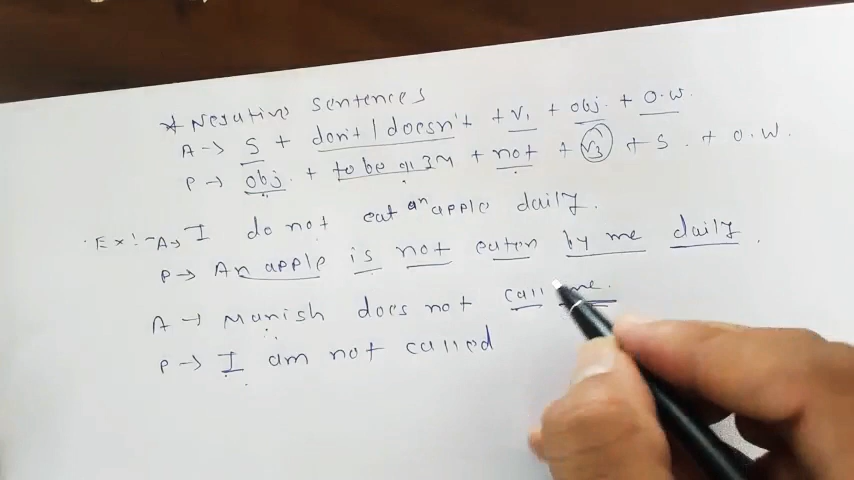 * Negative Sentences
A → S + don't / doesn't + V1 + obj. + O.W.
P → obj. + to be का रूप + not + V3 + S. + O.W.
Ex:- A → I do not eat an apple daily.
P → An apple is not eaten by me daily.
A → Manish does not call me.
P → I am not called